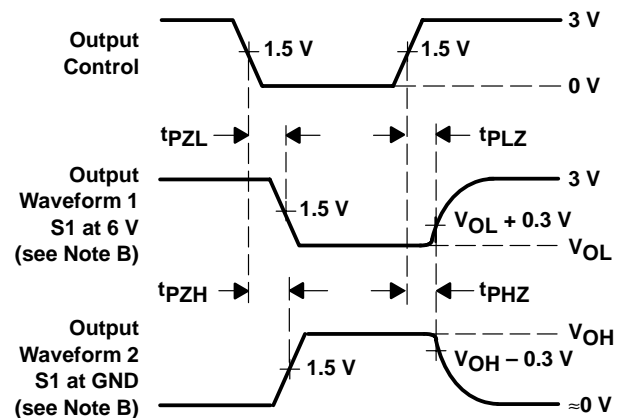 Output
Control
1.5 V
1.5 V
3 V
0 V
tPZL
tPLZ
Output
Waveform 1
S1 at 6 V
(see Note B)
1.5 V
3 V
VOL + 0.3 V
VOL
tPZH
tPHZ
Output
Waveform 2
S1 at GND
(see Note B)
1.5 V
VOH
VOH – 0.3 V
≈0 V